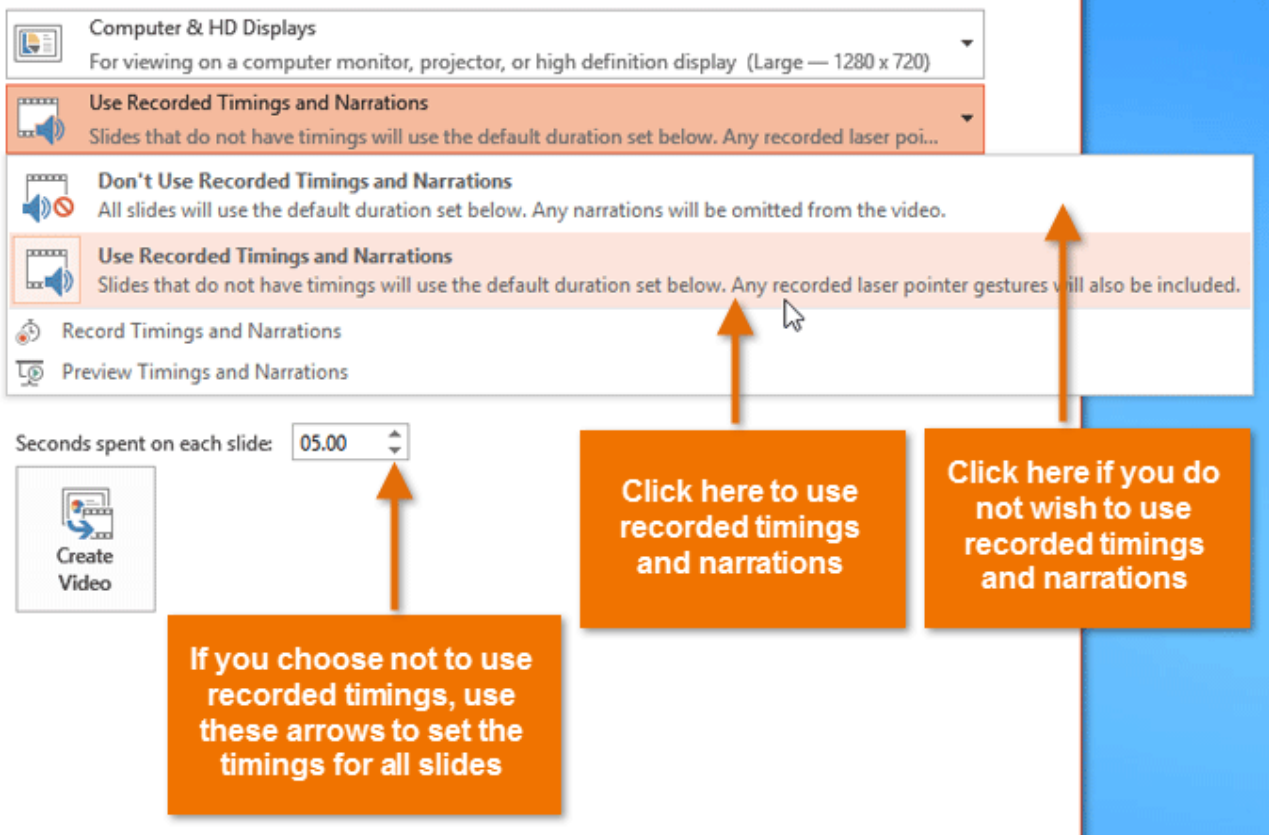 Computer & HD Displays
For viewing on a computer monitor, projector, or high definition display (Large — 1280 x 720)
Use Recorded Timings and Narrations
Slides that do not have timings will use the default duration set below. Any recorded laser poi...
Don't Use Recorded Timings and Narrations
All slides will use the default duration set below. Any narrations will be omitted from the video.
Use Recorded Timings and Narrations
Slides that do not have timings will use the default duration set below. Any recorded laser pointer gestures will also be included.
Record Timings and Narrations
Preview Timings and Narrations
Seconds spent on each slide: 05.00
Create
Video
If you choose not to use
recorded timings, use
these arrows to set the
timings for all slides
Click here to use
recorded timings
and narrations
Click here if you do
not wish to use
recorded timings
and narrations